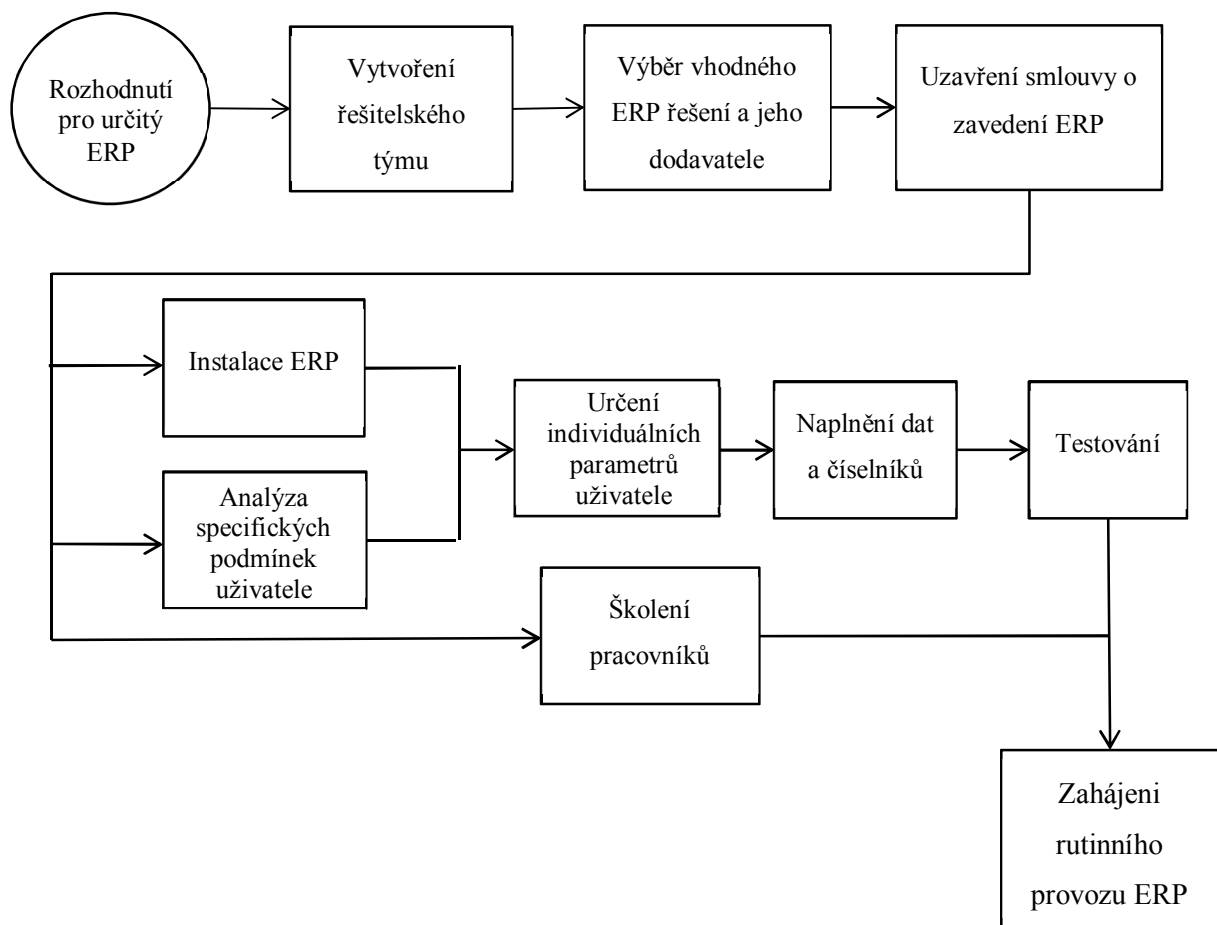 Rozhodnutí
pro určitý
ERP
Vytvoření
řešitelského
týmu
Výběr vhodného
ERP řešení a jeho
dodavatele
Uzavření smlouvy o
zavedení ERP
Instalace ERP
Analýza
specifických
podmínek
uživatele
Určení
individuálních
parametrů
uživatele
Naplnění dat
a číselníků
Testování
Školení
pracovníků
Zahájeni
rutinního
provozu ERP